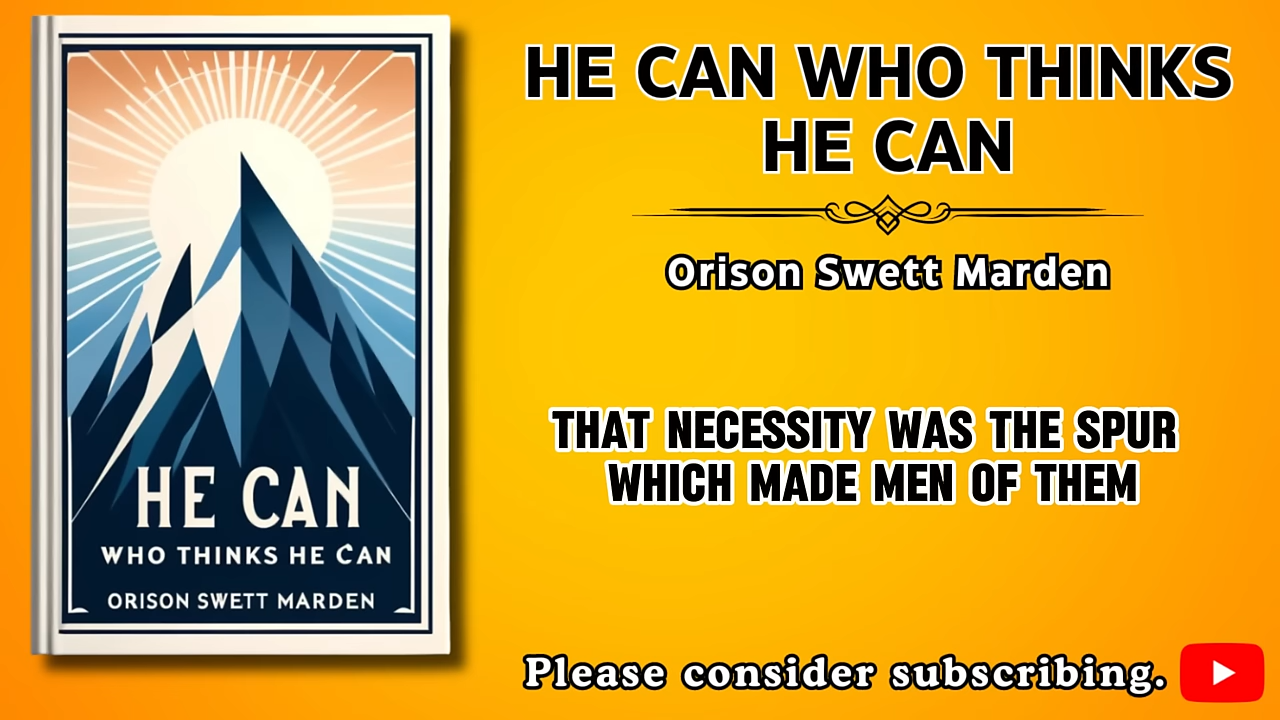 HE CAN
WHO THINKS HE CAN
ORISON SWETT MARDEN
HE CAN WHO THINKS
HE CAN
Orison Swett Marden
THAT NECESSITY WAS THE SPUR
WHICH MADE MEN OF THEM
Please consider subscribing.